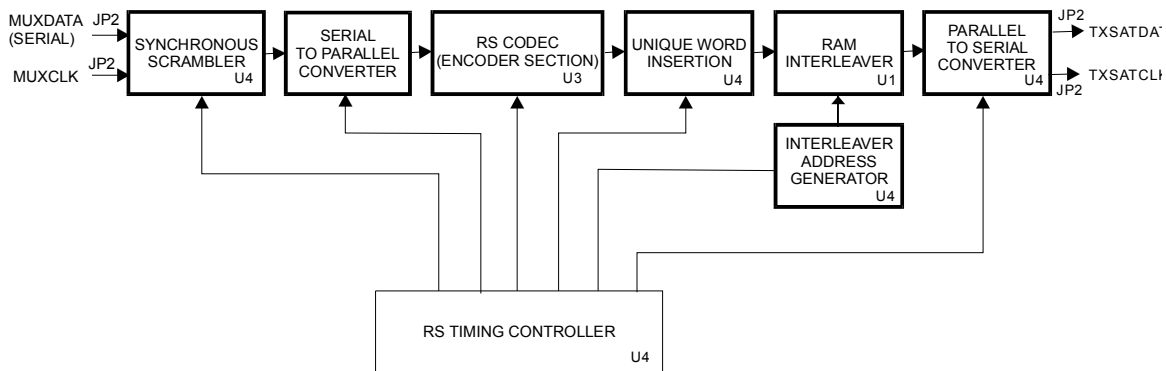 MUXDATA
(SERIAL)
JP2
MUXCLK
JP2
SYNCHRONOUS
SCRAMBLER
U4
SERIAL
TO PARALLEL
CONVERTER
RS CODEC
(ENCODER SECTION)
U3
UNIQUE WORD
INSERTION
U4
RAM
INTERLEAVER
U1
PARALLEL
TO SERIAL
CONVERTER
U4
JP2
TXSATDAT
TXSATCLK
JP2
INTERLEAVER
ADDRESS
GENERATOR
U4
RS TIMING CONTROLLER
U4